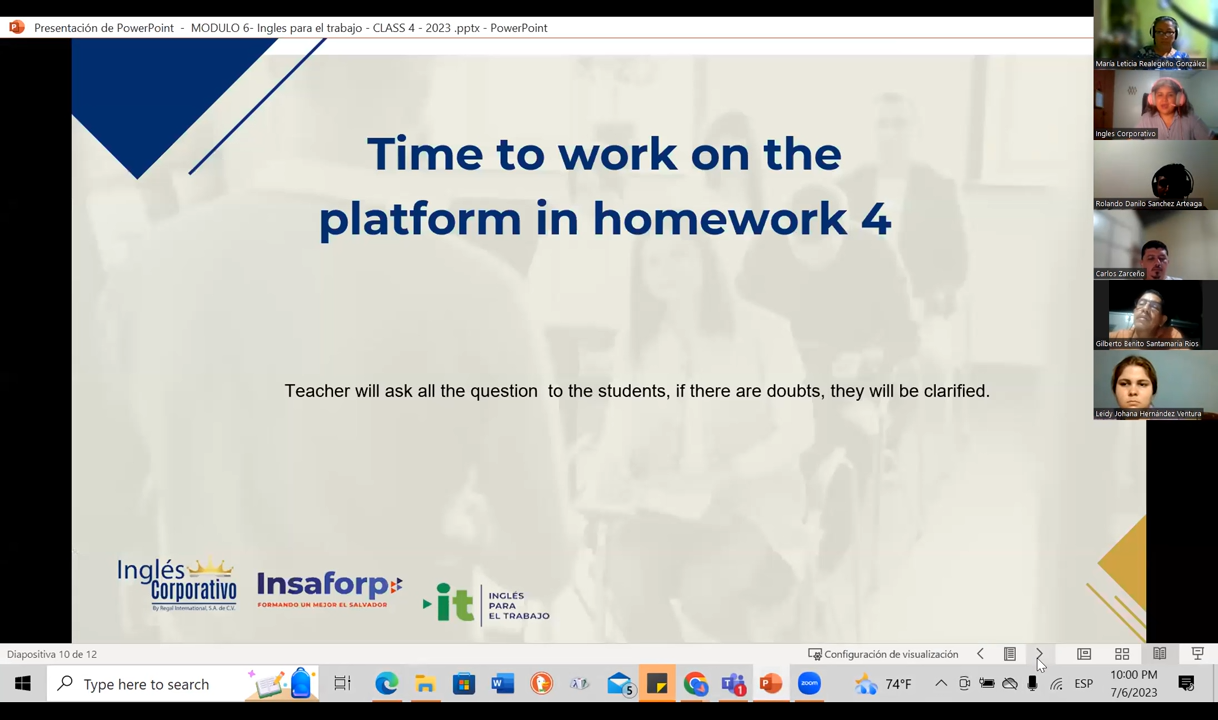 Presentación de PowerPoint - MODULO 6- Ingles para el trabajo - CLASS 4 - 2023 .pptx - PowerPoint
María Leticia Realegeño González
Ingles Corporativo
Rolando Danilo Sanchez Arteaga
Carlos Zarceño
Gilberto Benito Santamaria Rios
Leidy Johana Hernández Ventura
Time to work on the
platform in homework 4
Teacher will ask all the question to the students, if there are doubts, they will be clarified.
Inglés
Corporativo
By Regal International, S.A. de C.V.
Insaforp
FORMANDO UN MEJOR EL SALVADOR
it
INGLÉS
PARA
EL TRABAJO
Diapositiva 10 de 12
Configuración de visualización
Type here to search
5
1
zoom
74°F
ESP
10:00 PM
7/6/2023